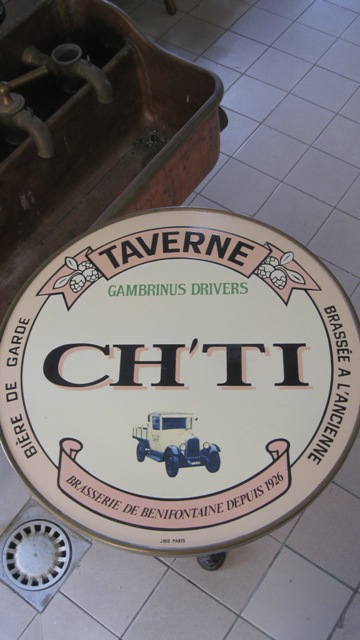 TAVERNE
GAMBRINUS DRIVERS
BIÈRE DE GARDE
CH'TI
BRASSÉE A L'ANCIENNE
BRASSERIE DE BENIFONTAINE DEPUIS 1926
JMB PARIS